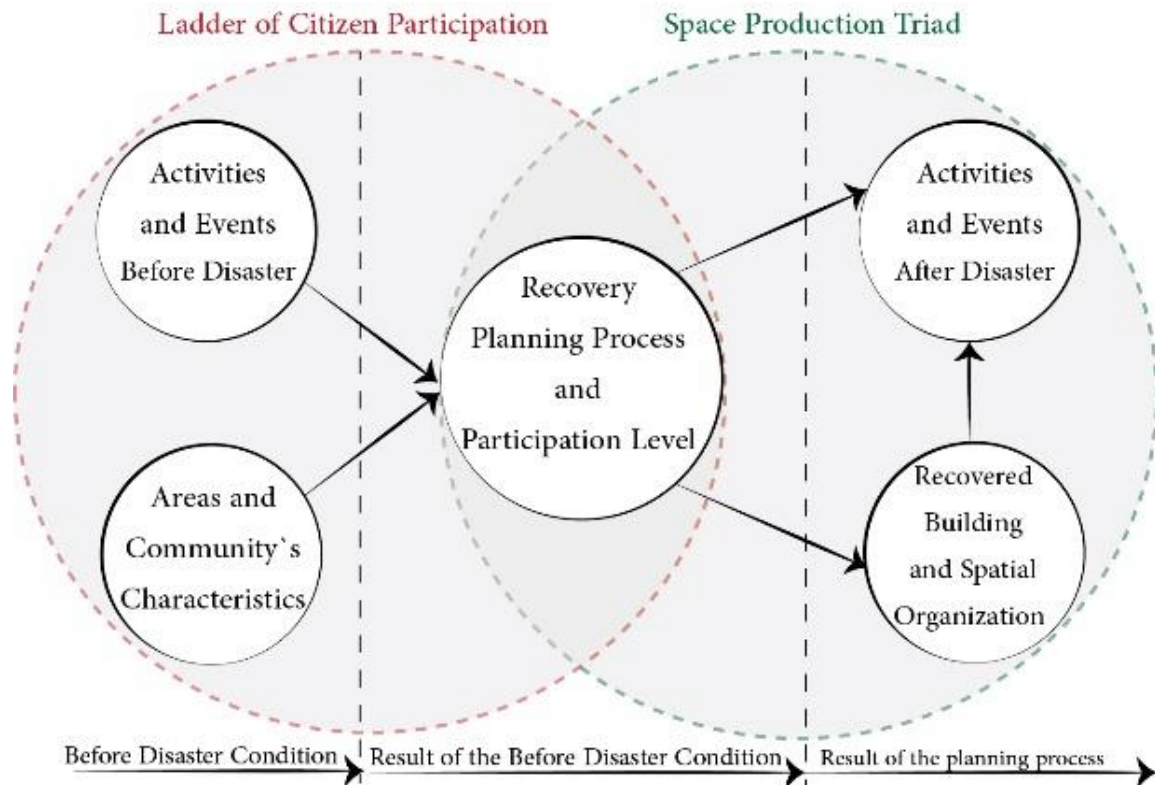 Ladder of Citizen Participation
Space Production Triad
Activities
and Events
Before Disaster
Areas and
Community`s
Characteristics
Recovery
Planning Process
and
Participation Level
Activities
and Events
After Disaster
Recovered
Building
and Spatial
Organization
Before Disaster Condition
Result of the Before Disaster Condition
Result of the planning process